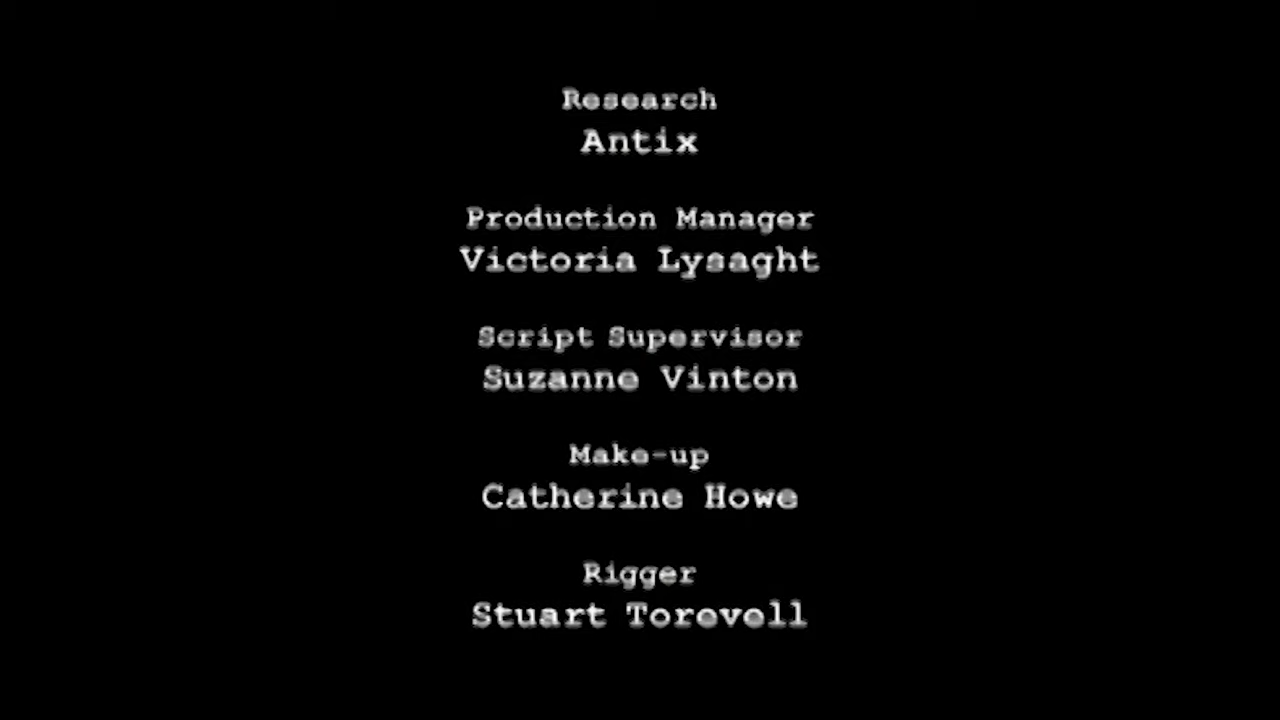 Research
Antix
Production Manager
Victoria Lysaght
Script Supervisor
Suzanne Vinton
Make-up
Catherine Howe
Rigger
Stuart Torevell